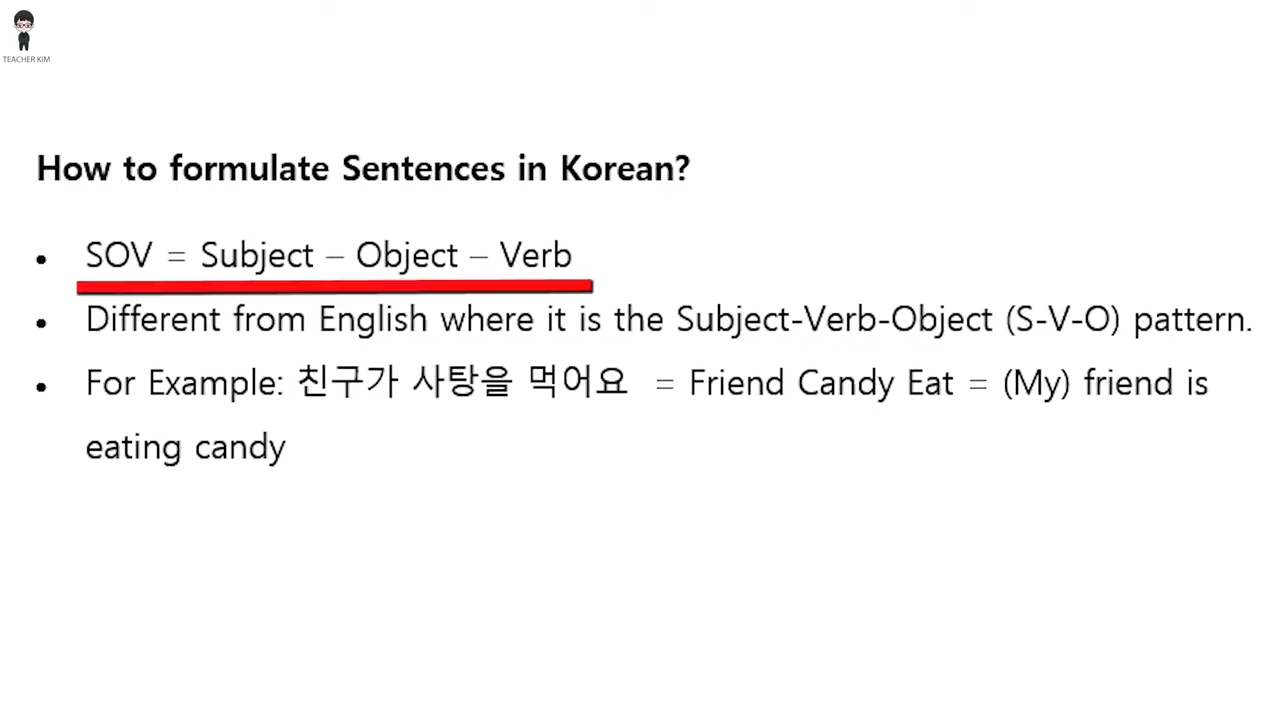 TEACHER KIM
How to formulate Sentences in Korean?
• SOV = Subject – Object – Verb
• Different from English where it is the Subject-Verb-Object (S-V-O) pattern.
• For Example: 친구가 사탕을 먹어요 = Friend Candy Eat = (My) friend is
eating candy